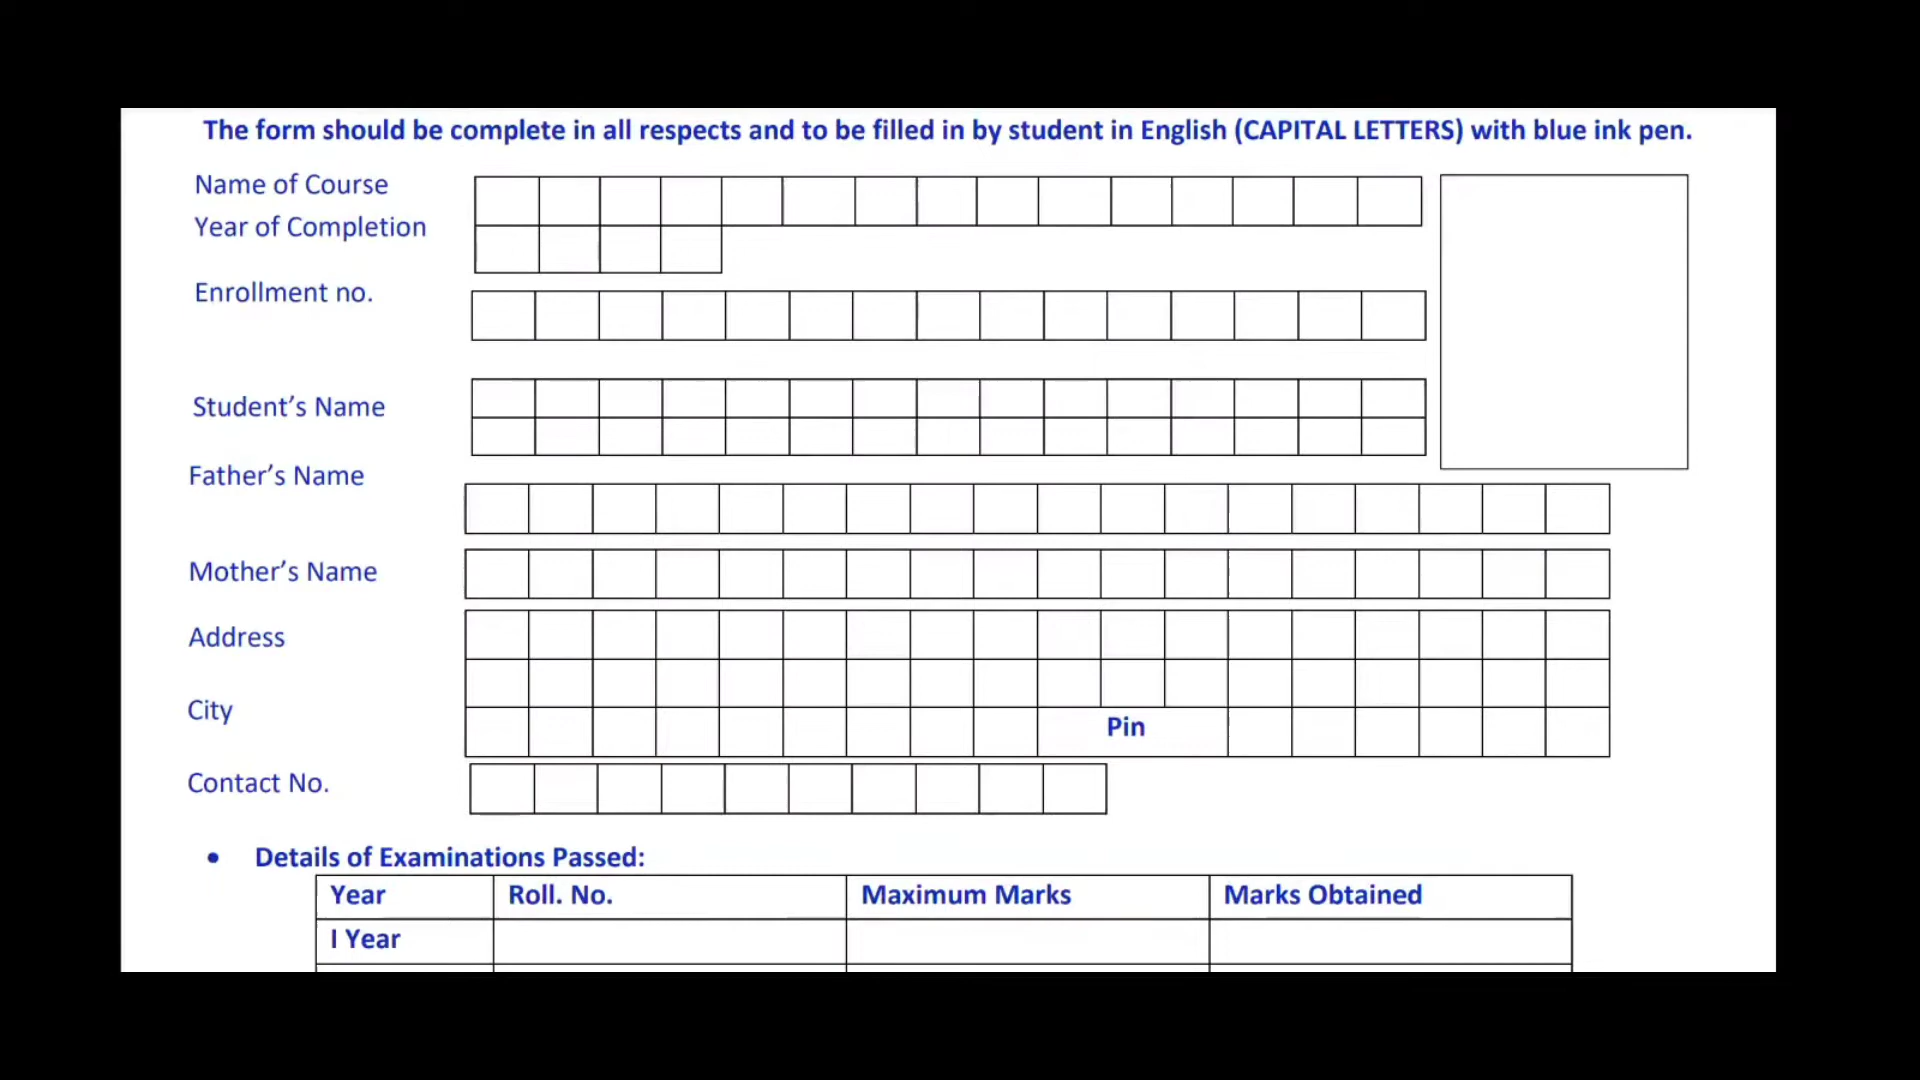 The form should be complete in all respects and to be filled in by student in English (CAPITAL LETTERS) with blue ink pen.
Name of Course
Year of Completion
Enrollment no.
Student’s Name
Father’s Name
Mother’s Name
Address
City
Pin
Contact No.
• Details of Examinations Passed:
Year Roll. No. Maximum Marks Marks Obtained
I Year